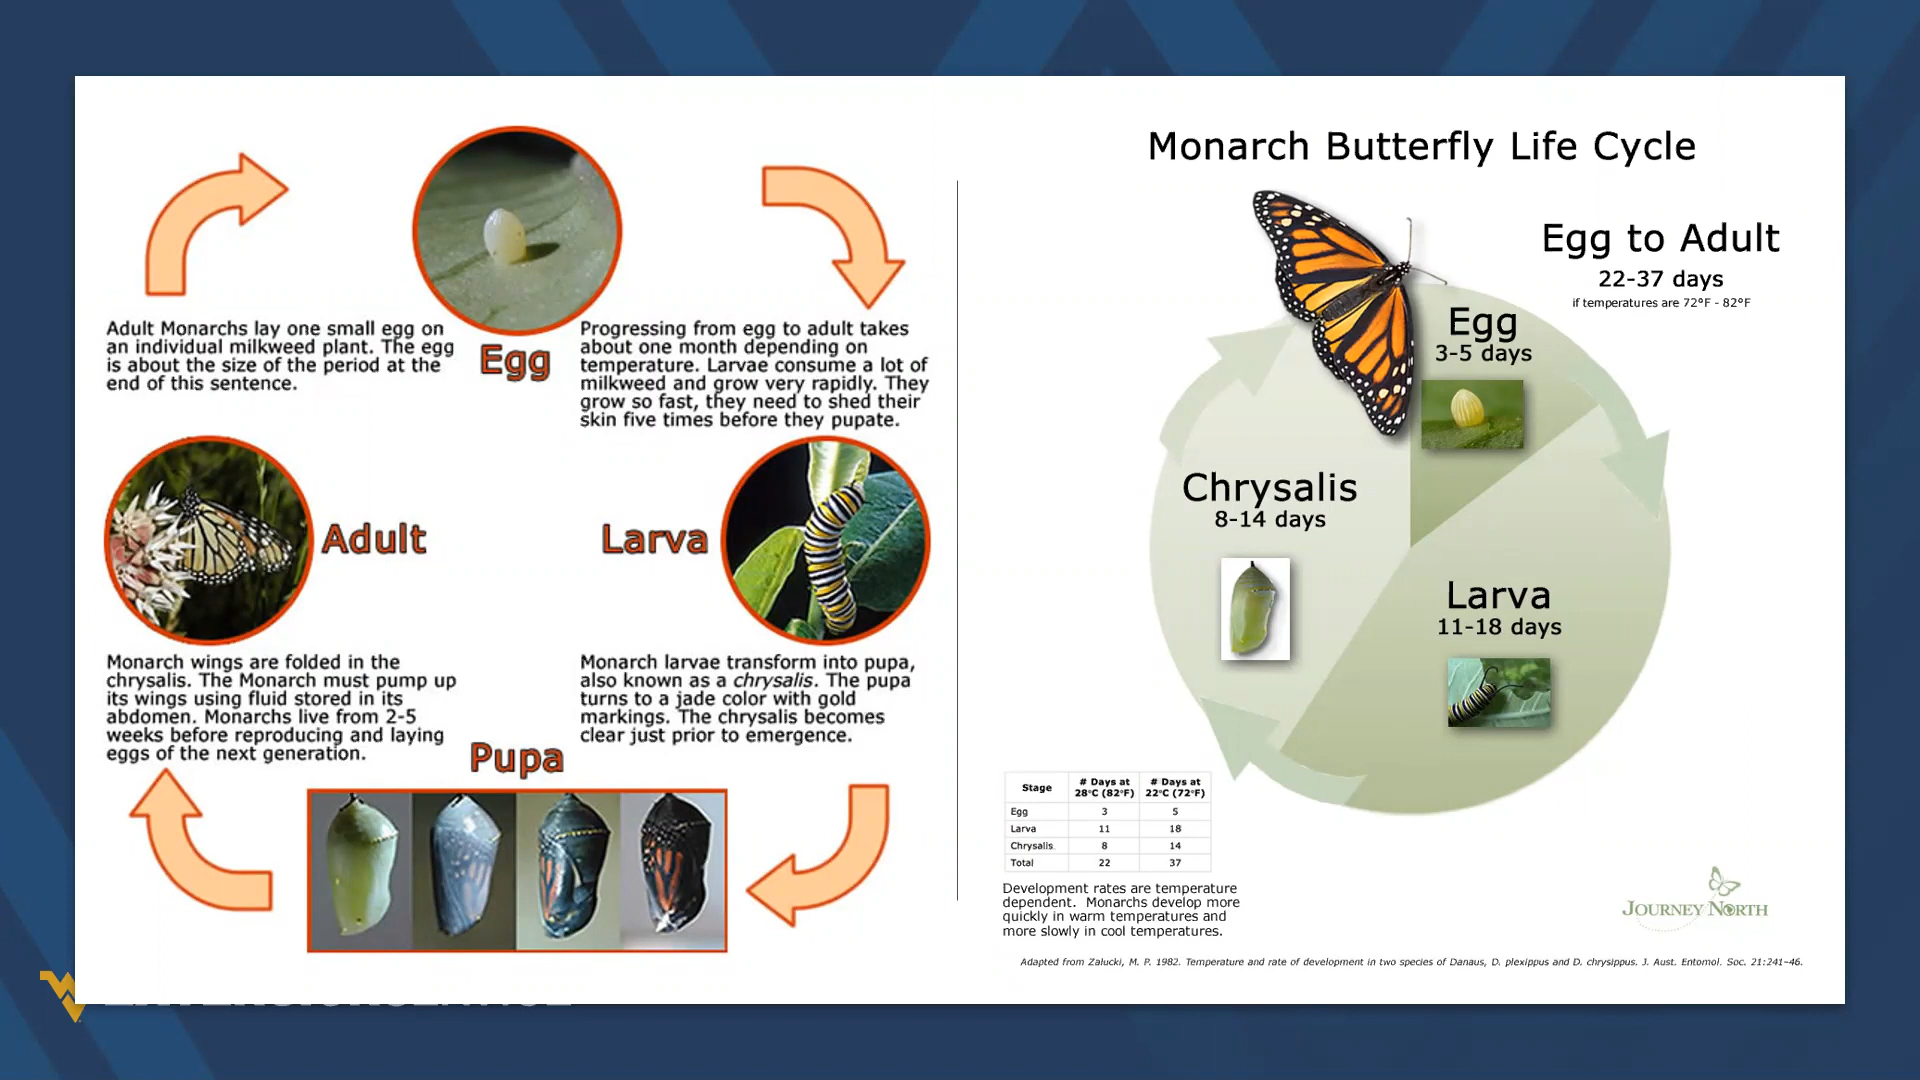 Egg
Adult Monarchs lay one small egg on
an individual milkweed plant. The egg
is about the size of the period at the
end of this sentence.
Progressing from egg to adult takes
about one month depending on
temperature. Larvae consume a lot of
milkweed and grow very rapidly. They
grow so fast, they need to shed their
skin five times before they pupate.
Adult
Larva
Monarch wings are folded in the
chrysalis. The Monarch must pump up
its wings using fluid stored in its
abdomen. Monarchs live from 2-5
weeks before reproducing and laying
eggs of the next generation.
Monarch larvae transform into pupa,
also known as a chrysalis. The pupa
turns to a jade color with gold
markings. The chrysalis becomes
clear just prior to emergence.
Pupa
Monarch Butterfly Life Cycle
Egg to Adult
22-37 days
if temperatures are 72°F - 82°F
Egg
3-5 days
Chrysalis
8-14 days
Larva
11-18 days
Stage # Days at 28°C (82°F) # Days at 22°C (72°F)
Egg 3 5
Larva 11 18
Chrysalis 8 14
Total 22 37
Development rates are temperature
dependent. Monarchs develop more
quickly in warm temperatures and
more slowly in cool temperatures.
JOURNEY NORTH
Adapted from Zalucki, M. P. 1982. Temperature and rate of development in two species of Danaus, D. plexippus and D. chrysippus. J. Aust. Entomol. Soc. 21:241-46.